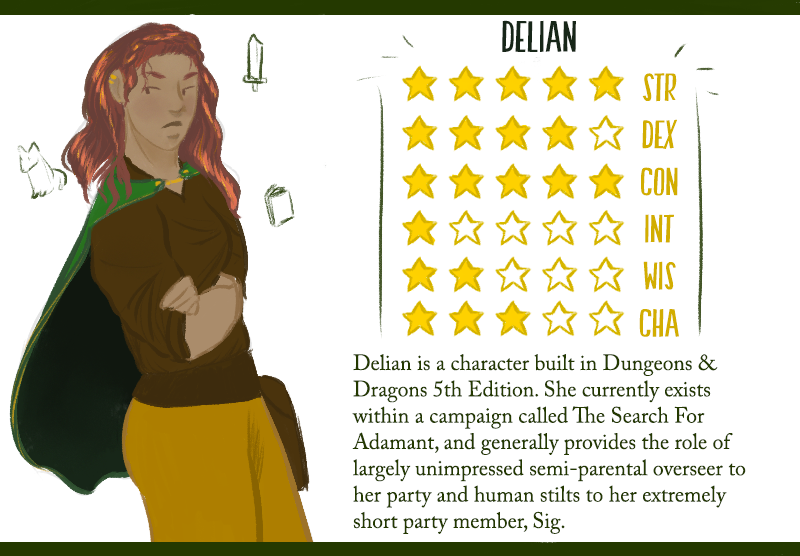 DELIAN
STR
DEX
CON
INT
WIS
CHA
Delian is a character built in Dungeons &
Dragons 5th Edition. She currently exists
within a campaign called The Search For
Adamant, and generally provides the role of
largely unimpressed semi-parental overseer to
her party and human stilts to her extremely
short party member, Sig.